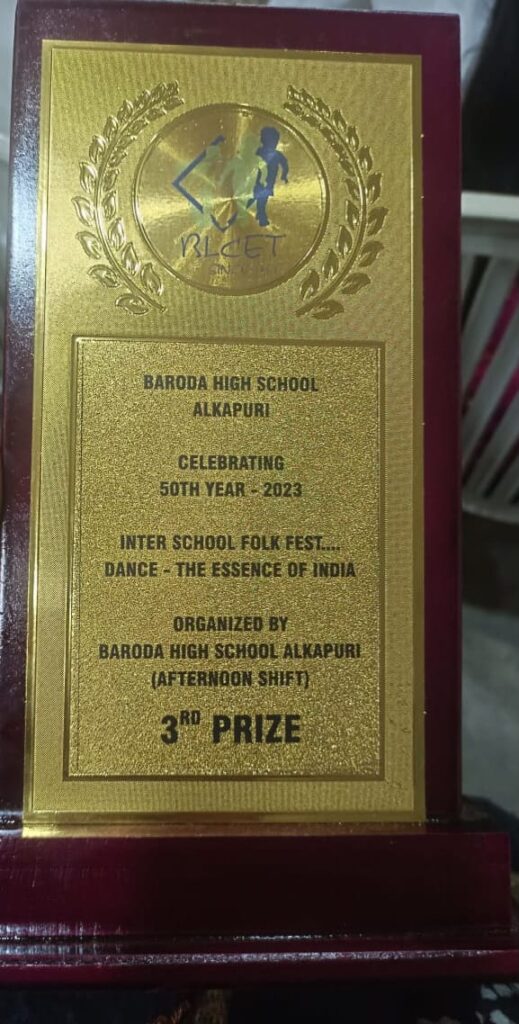 BLCET
BARODA HIGH SCHOOL
ALKAPURI
CELEBRATING
50TH YEAR - 2023
INTER SCHOOL FOLK FEST....
DANCE - THE ESSENCE OF INDIA
ORGANIZED BY
BARODA HIGH SCHOOL ALKAPURI
(AFTERNOON SHIFT)
3RD PRIZE